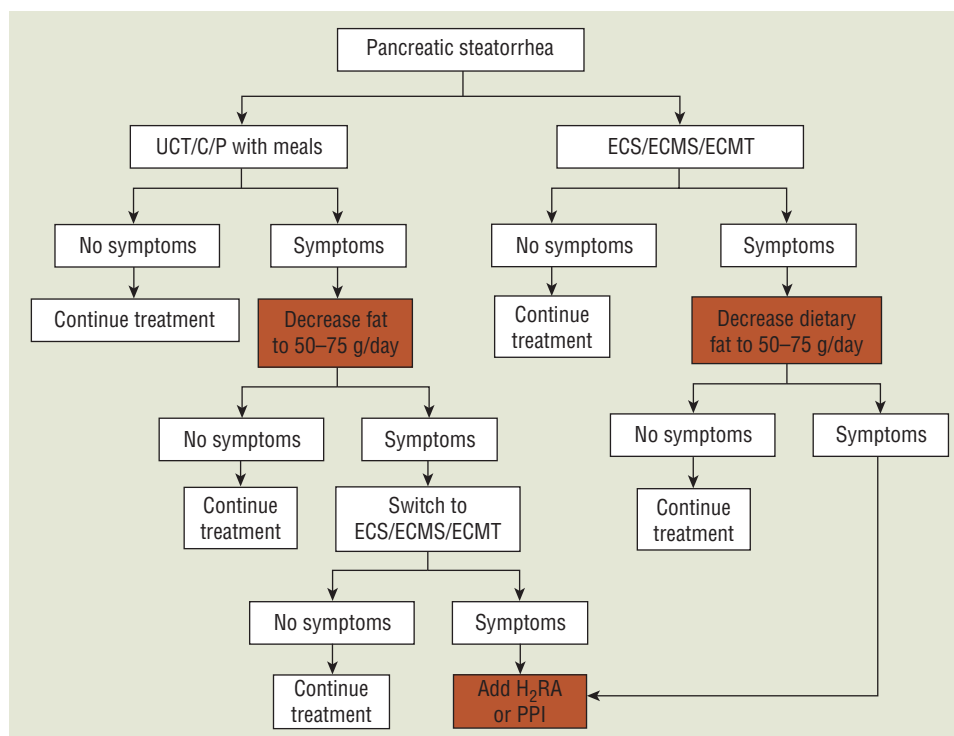 Pancreatic steatorrhea
UCT/C/P with meals
ECS/ECMS/ECMT
No symptoms
Symptoms
No symptoms
Symptoms
Continue treatment
Decrease fat
to 50–75 g/day
Continue
treatment
Decrease dietary
fat to 50–75 g/day
No symptoms
Symptoms
No symptoms
Symptoms
Continue
treatment
Switch to
ECS/ECMS/ECMT
Continue
treatment
No symptoms
Symptoms
Continue
treatment
Add H₂RA
or PPI